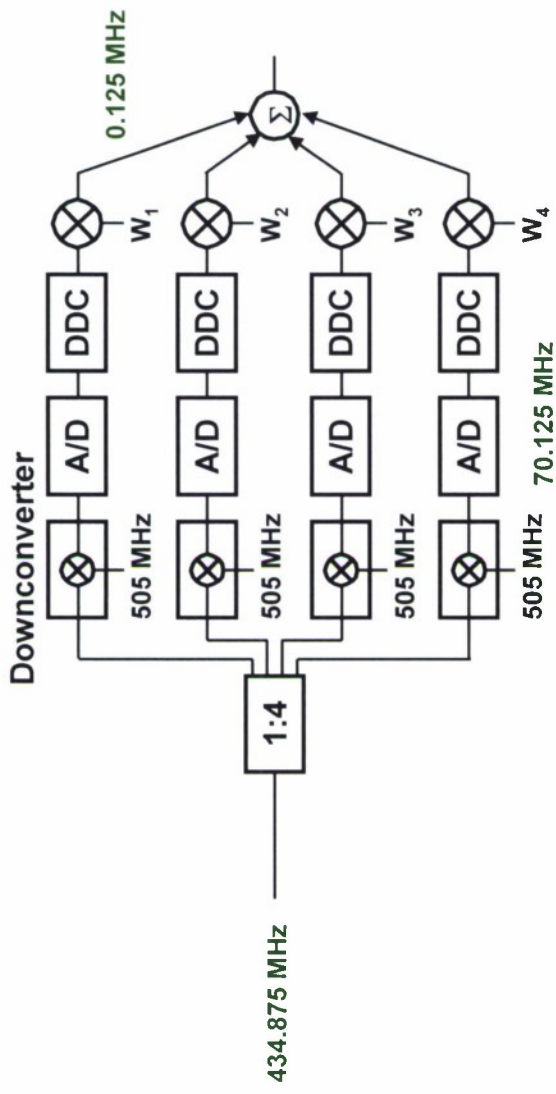 Downconverter
434.875 MHz
1:4
505 MHz
A/D
DDC
W1
505 MHz
A/D
DDC
W2
505 MHz
A/D
DDC
W3
505 MHz
A/D
DDC
W4
70.125 MHz
0.125 MHz
Σ